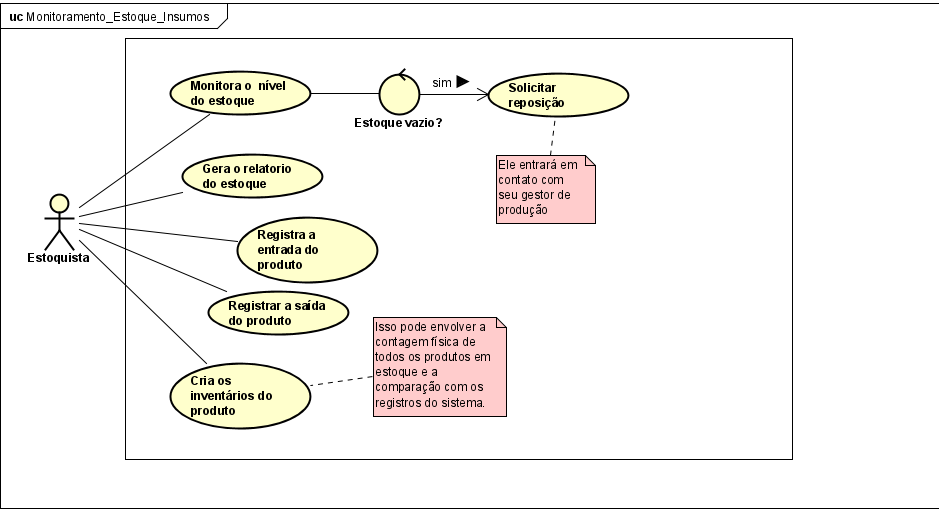 uc Monitoramento_Estoque_Insumos
Monitora o nível
do estoque
Estoque vazio?
sim
Solicitar
reposição
Ele entrará em
contato com
seu gestor de
produção
Gera o relatorio
do estoque
Estoquista
Registra a
entrada do
produto
Registrar a saída
do produto
Cria os
inventários do
produto
Isso pode envolver a
contagem física de
todos os produtos em
estoque e a
comparação com os
registros do sistema.